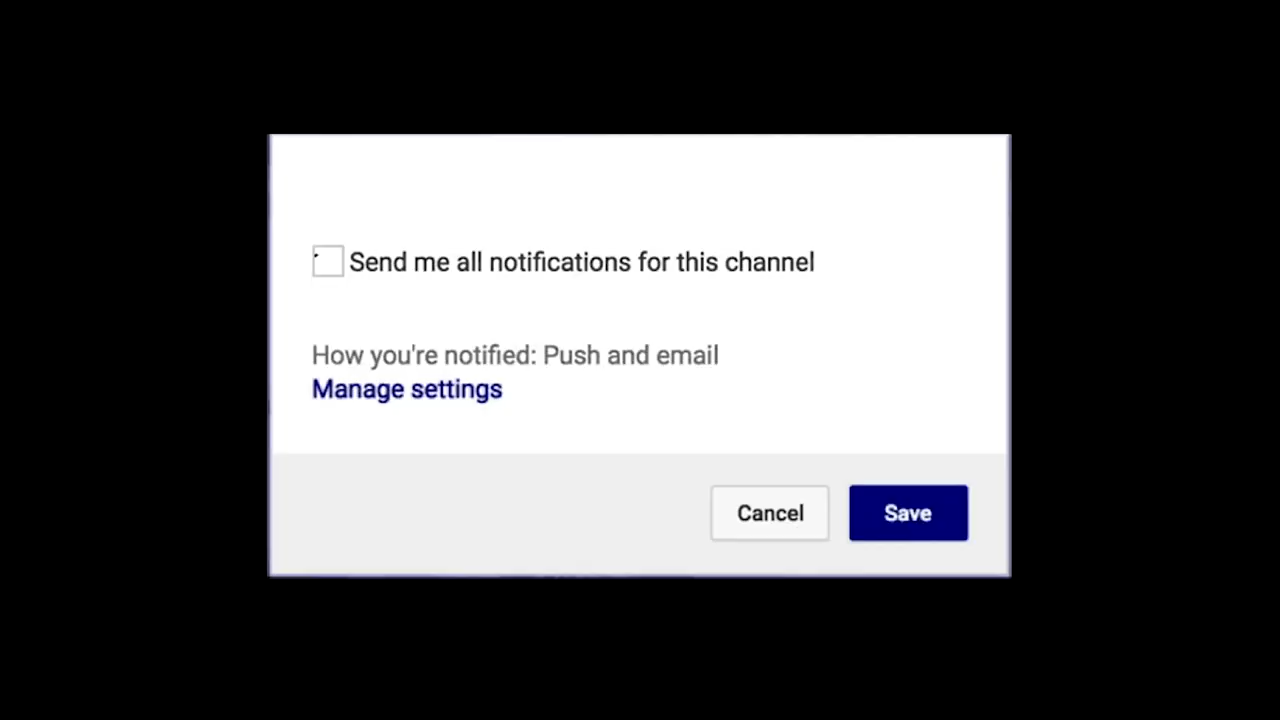 Send me all notifications for this channel
How you're notified: Push and email
Manage settings
Cancel
Save